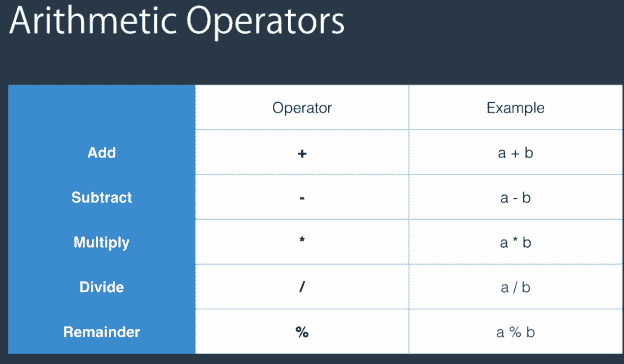 Arithmetic Operators
Operator Example
Add + a + b
Subtract - a - b
Multiply * a * b
Divide / a / b
Remainder % a % b